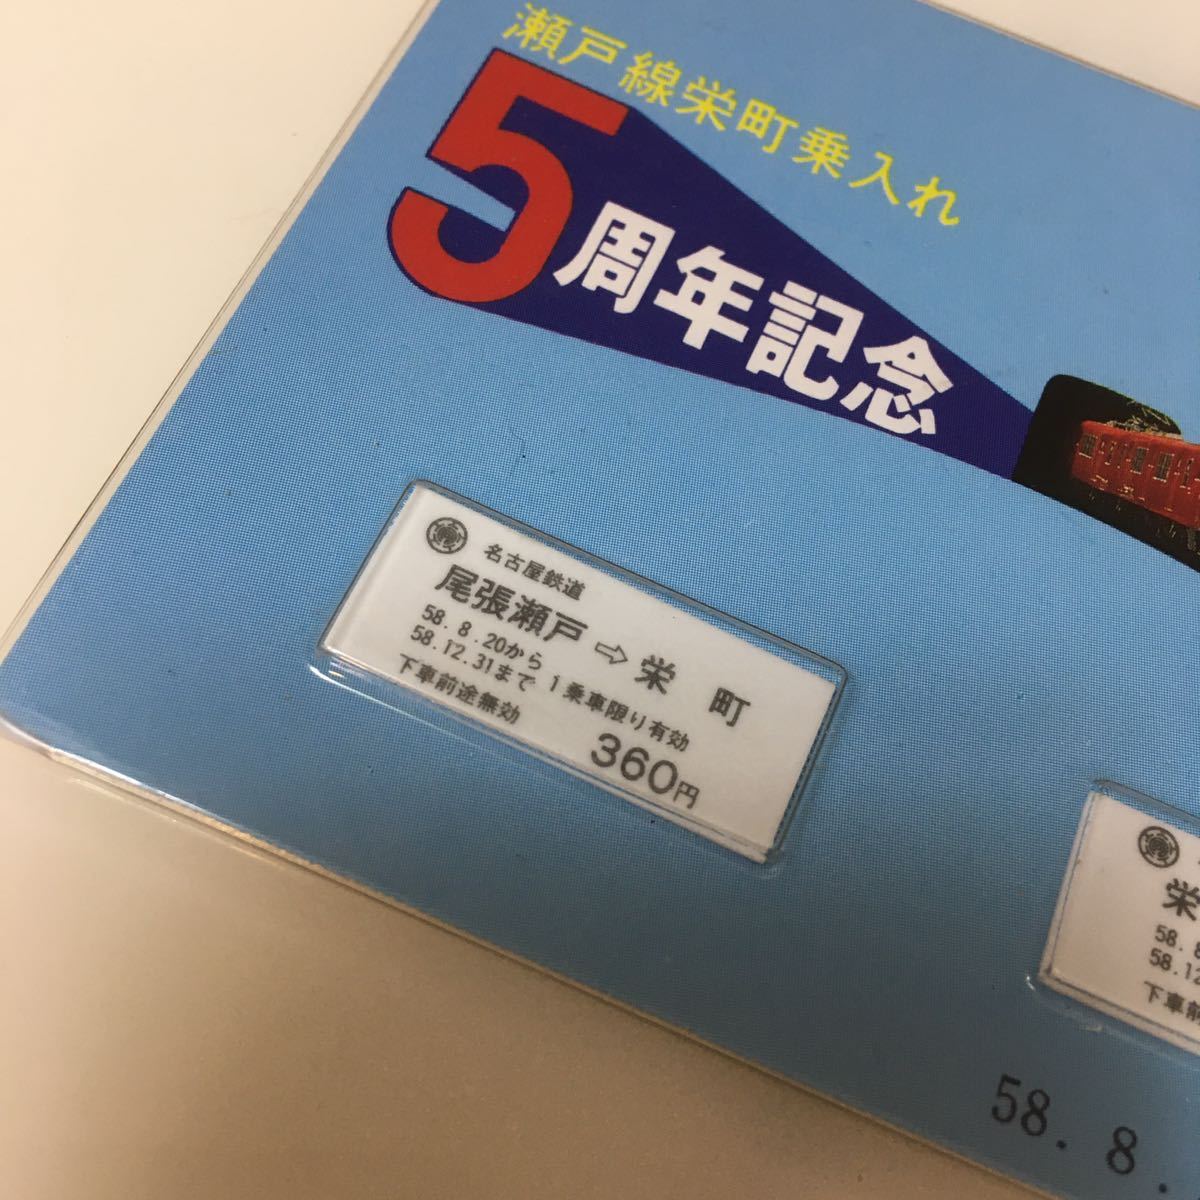 瀬戸線栄町乗入れ
5周年記念
名古屋鉄道
尾張瀬戸⇨栄町
58.8.20から
58.12.31まで 1乗車限り有効
下車前途無効
360円
栄
58.8
58.12
下車前
58.8.